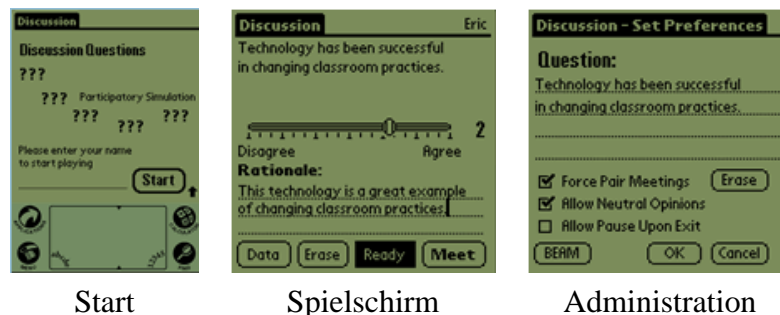 Discussion
Discussion Questions
???
??? Participatory Simulation
??? ???
???
Please enter your name
to start playing
Start
Discussion Eric
Technology has been successful
in changing classroom practices.
2
Disagree Agree
Rationale:
This technology is a great example
of changing classroom practices.
Data Erase Ready Meet
Discussion - Set Preferences
Question:
Technology has been successful
in changing classroom practices.
Force Pair Meetings Erase
Allow Neutral Opinions
Allow Pause Upon Exit
BEAM OK Cancel
Start Spielschirm Administration